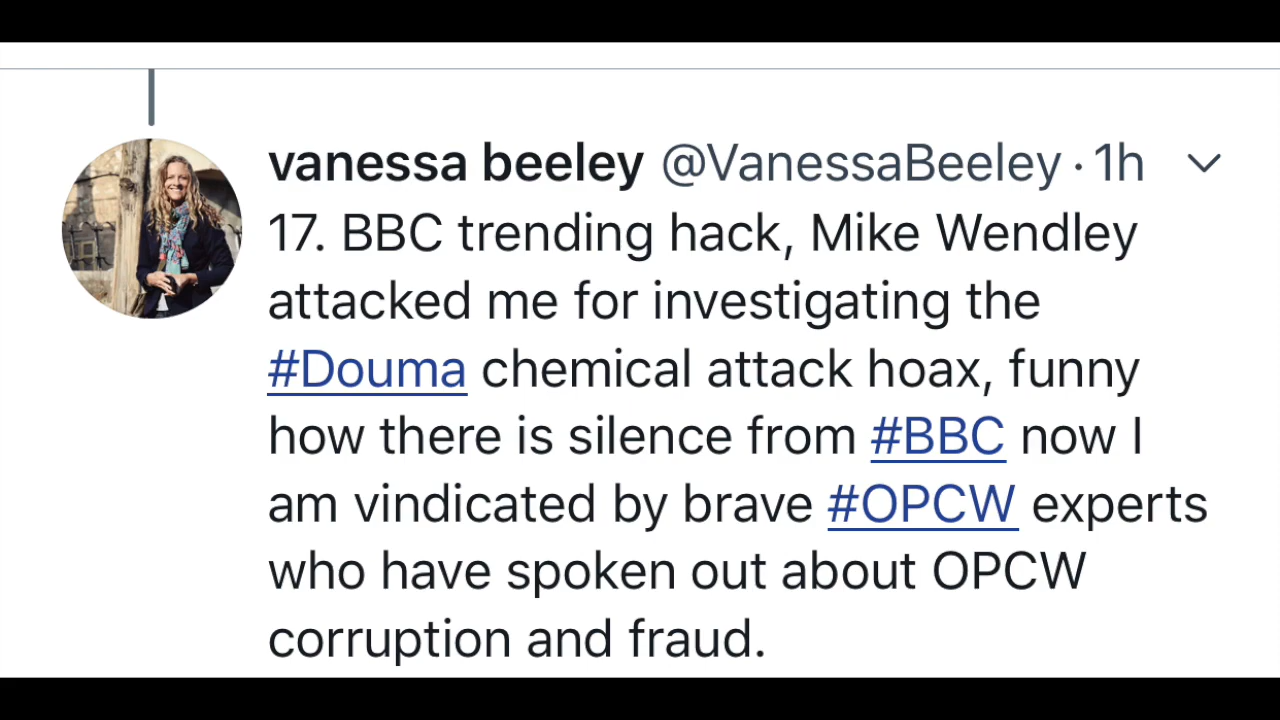 vanessa beeley @VanessaBeeley · 1h
17. BBC trending hack, Mike Wendley
attacked me for investigating the
#Douma chemical attack hoax, funny
how there is silence from #BBC now I
am vindicated by brave #OPCW experts
who have spoken out about OPCW
corruption and fraud.